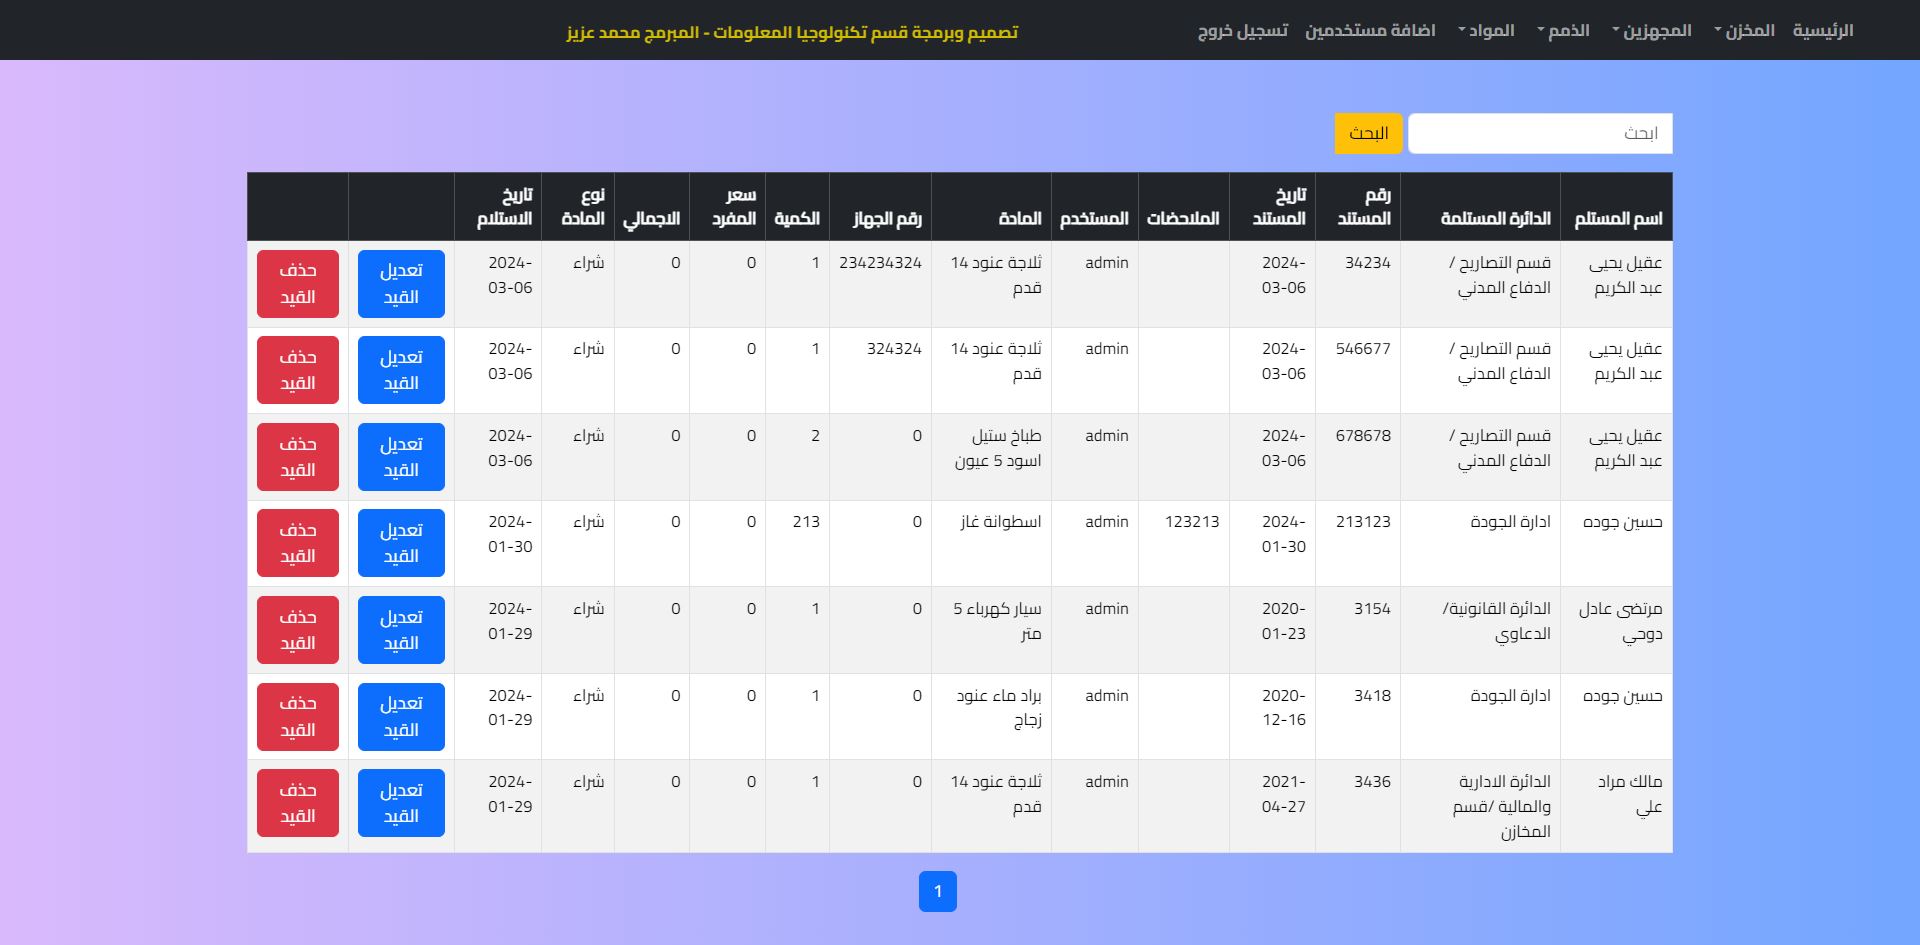 الرئيسية المخزن المجهزين الذمم المواد اضافة مستخدمين تسجيل خروج تصميم وبرمجة قسم تكنولوجيا المعلومات - المبرمج محمد عزيز
ابحث البحث
اسم المستلم الدائرة المستلمة رقم المستند تاريخ المستند الملاحضات المستخدم المادة رقم الجهاز الكمية سعر المفرد الاجمالي نوع المادة تاريخ الاستلام
عقيل يحيى عبد الكريم قسم التصاريح / الدفاع المدني 34234 2024-03-06 admin ثلاجة عنود 14 قدم 234234324 1 0 0 شراء 2024-03-06 تعديل القيد حذف القيد
عقيل يحيى عبد الكريم قسم التصاريح / الدفاع المدني 546677 2024-03-06 admin ثلاجة عنود 14 قدم 324324 1 0 0 شراء 2024-03-06 تعديل القيد حذف القيد
عقيل يحيى عبد الكريم قسم التصاريح / الدفاع المدني 678678 2024-03-06 admin طباخ ستيل اسود 5 عيون 0 2 0 0 شراء 2024-03-06 تعديل القيد حذف القيد
حسين جوده ادارة الجودة 213123 2024-01-30 123213 admin اسطوانة غاز 0 213 0 0 شراء 2024-01-30 تعديل القيد حذف القيد
مرتضى عادل دوحي الدائرة القانونية/ الدعاوي 3154 2020-01-23 admin سيار كهرباء 5 متر 0 1 0 0 شراء 2024-01-29 تعديل القيد حذف القيد
حسين جوده ادارة الجودة 3418 2020-12-16 admin براد ماء عنود زجاج 0 1 0 0 شراء 2024-01-29 تعديل القيد حذف القيد
مالك مراد علي الدائرة الادارية والمالية /قسم المخازن 3436 2021-04-27 admin ثلاجة عنود 14 قدم 0 1 0 0 شراء 2024-01-29 تعديل القيد حذف القيد
1